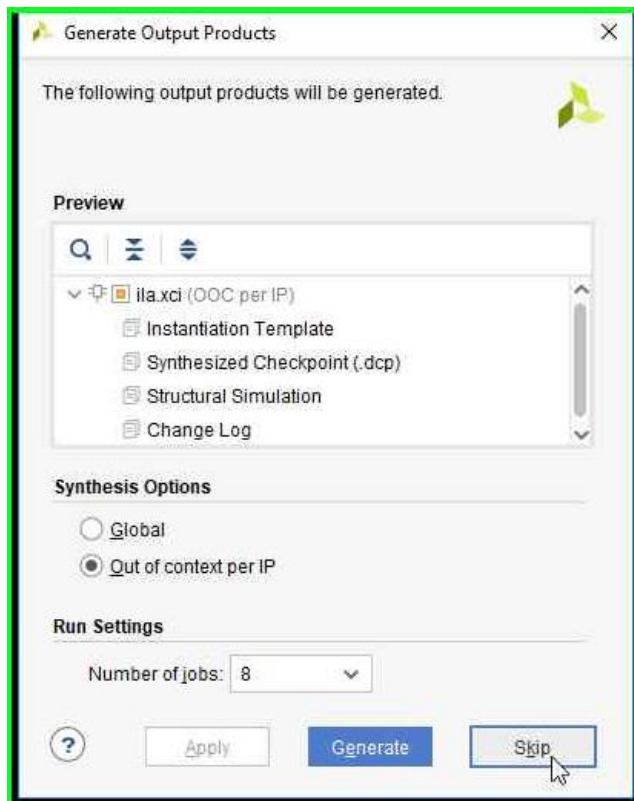 Generate Output Products
The following output products will be generated.
Preview
ila.xci (OOC per IP)
Instantiation Template
Synthesized Checkpoint (.dcp)
Structural Simulation
Change Log
Synthesis Options
Global
Out of context per IP
Run Settings
Number of jobs: 8
? Apply Generate Skip